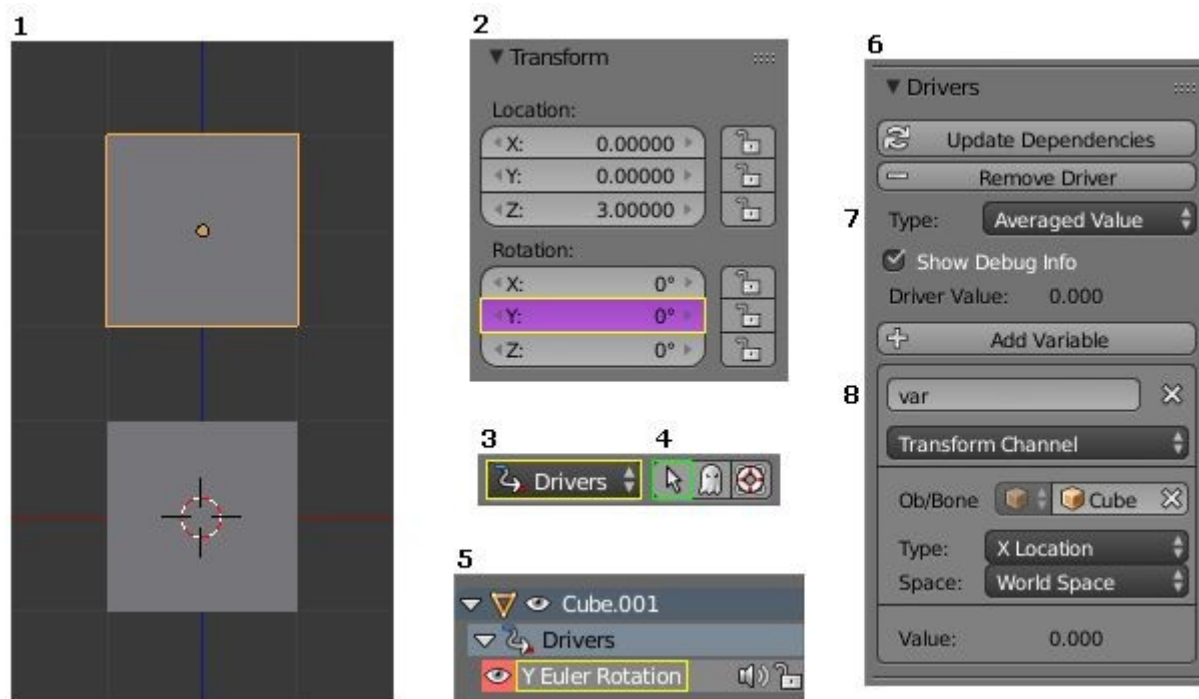 1
2
Transform
Location:
X: 0.00000
Y: 0.00000
Z: 3.00000
Rotation:
X: 0°
Y: 0°
Z: 0°
3
4
Drivers
5
Cube.001
Drivers
Y Euler Rotation
6
Drivers
Update Dependencies
Remove Driver
7
Type: Averaged Value
Show Debug Info
Driver Value: 0.000
Add Variable
8
var
Transform Channel
Ob/Bone Cube
Type: X Location
Space: World Space
Value: 0.000